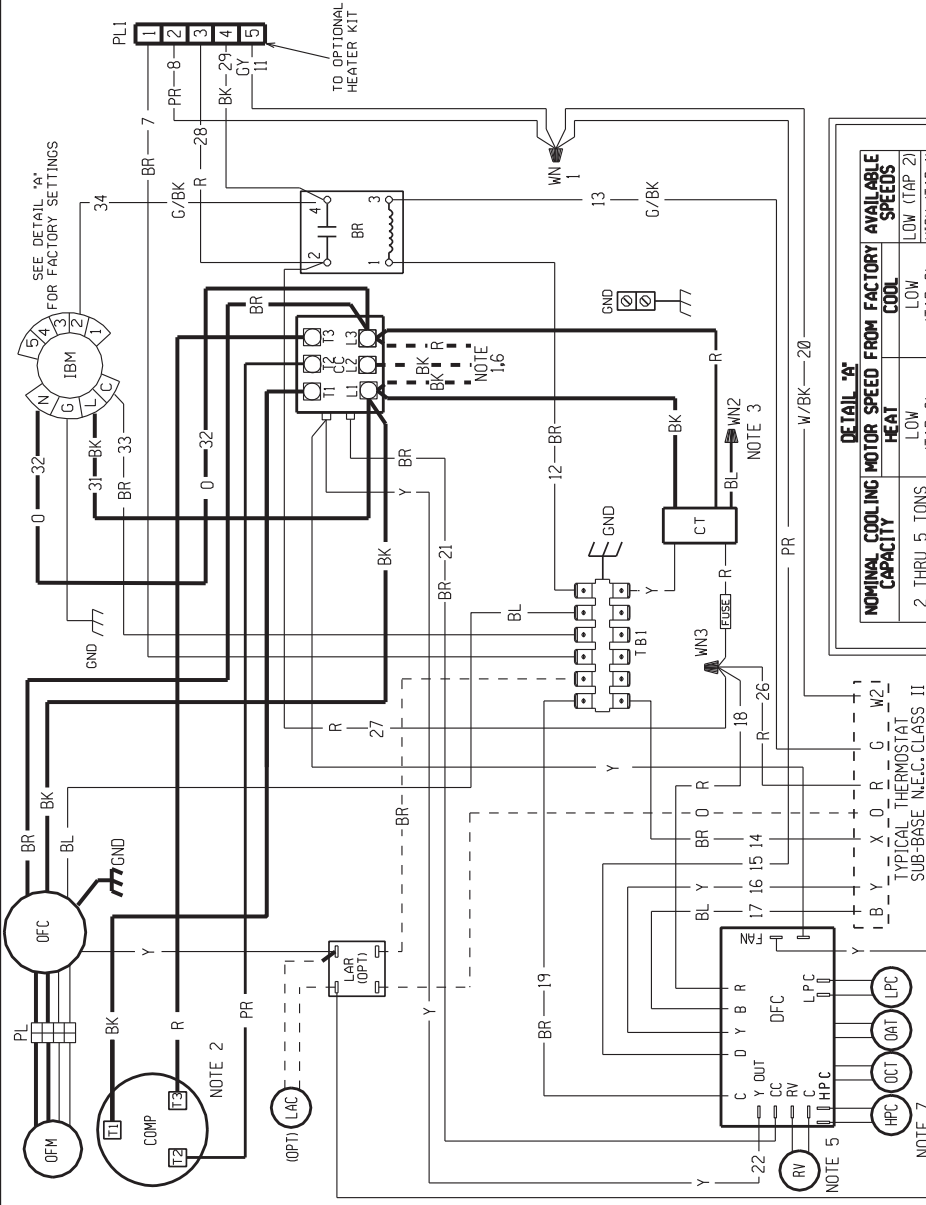 PL1
1
2
3
4
5
TO OPTIONAL
HEATER KIT
BR
7
PR
8
R
28
BK
29
GY
11
SEE DETAIL "A"
FOR FACTORY SETTINGS
34
G/BK
IBM
5
4
3
2
1
N
G
L
C
O
32
31
BK
BR
33
GND
O
32
BR
4
2
BR
3
1
WN
1
13
G/BK
T3
T2
T1
CC
L3
L2
L1
R
BK
BK
NOTE
1,6
GND
BR
Y
BK
BR
21
12
BR
BK
R
BL
WN2
NOTE 3
CT
W/BK
20
PR
GND
BL
TB1
Y
R
FUSE
WN3
18
R
26
R
27
Y
BR
OFC
BR
BK
BL
GND
PL
OFM
Y
BK
R
PR
COMP
T1
T3
T2
NOTE 2
LAR
(OPT)
(OPT)
LAC
Y
BR
19
R
O
BR
14
15
Y
16
BL
17
B
Y
X
O
R
G
W2
TYPICAL THERMOSTAT
SUB-BASE N.E.C. CLASS II
FAN
C
D
Y
B
R
DFC
Y OUT
CC
RV
C
HPC
LPC
Y
22
Y
RV
NOTE 5
HPC
OCT
OAT
LPC
NOTE 7
DETAIL "A"
NOMINAL COOLING
CAPACITY
MOTOR SPEED FROM FACTORY
HEAT
COOL
AVAILABLE
SPEEDS
2 THRU 5 TONS
LOW
LOW
LOW (TAP 2)